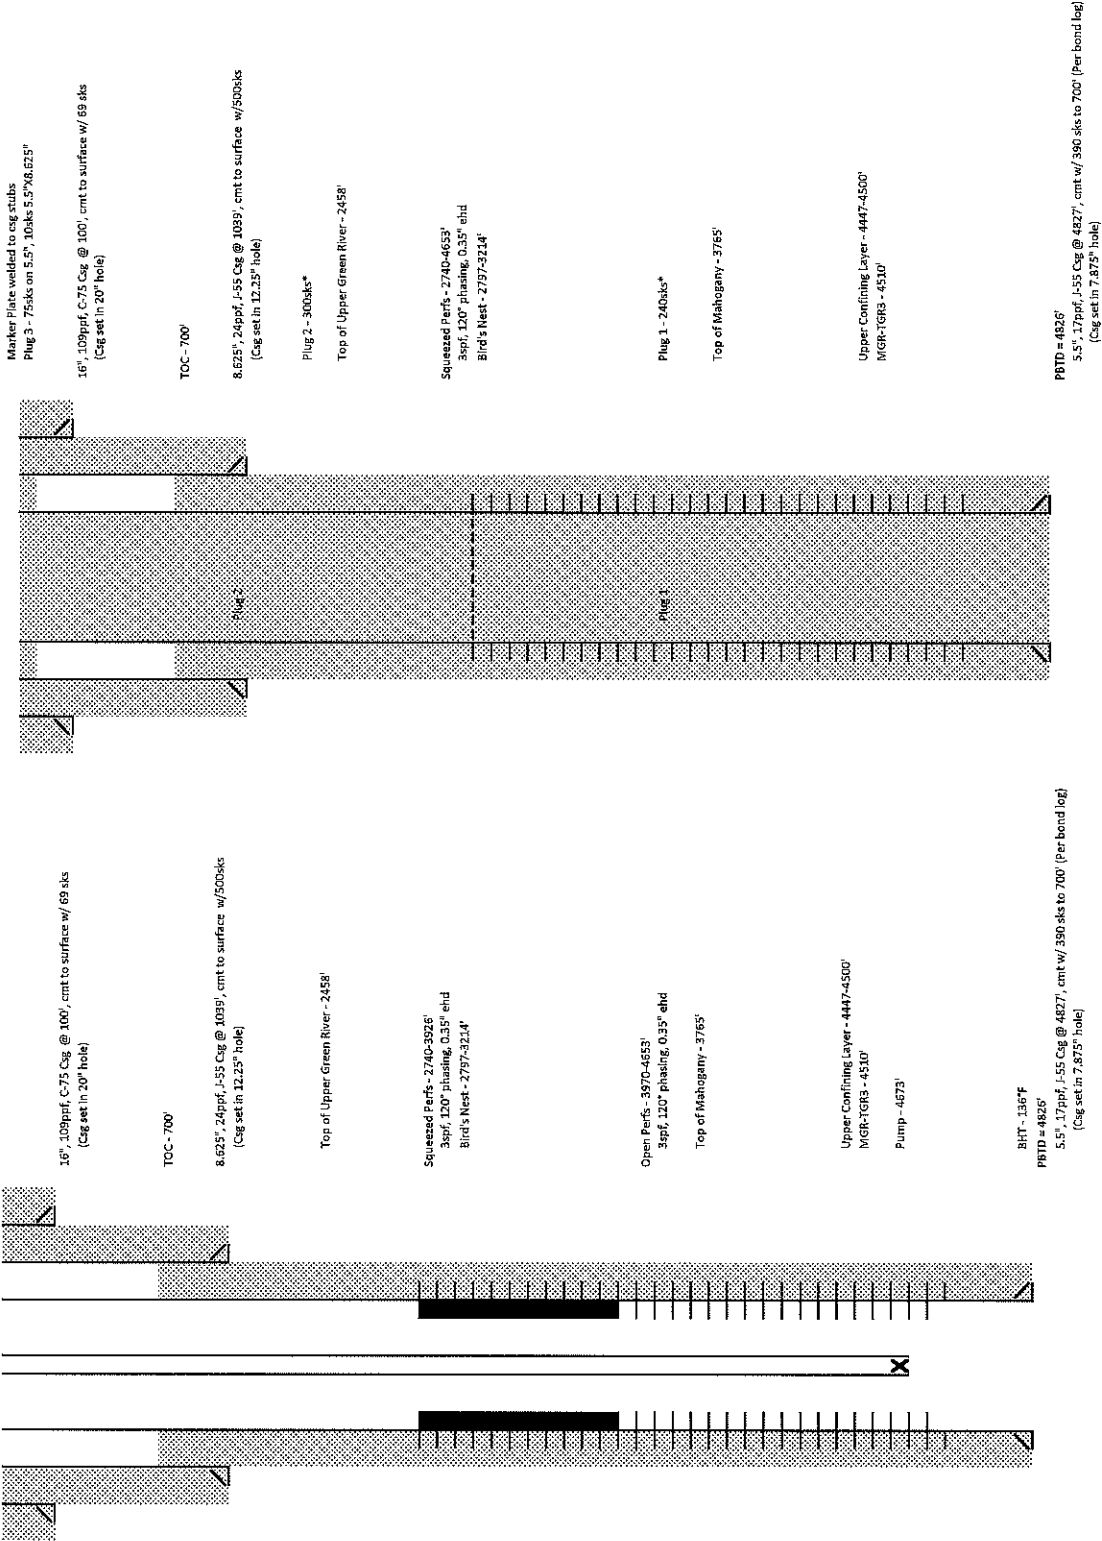 Marker Plate welded to csg stubs
Plug 3 - 75sks on 5.5", 10sks 5.5"X8.625"
16", 109ppf, C-75 Csg @ 100', cmt to surface w/ 69 sks
(Csg set in 20" hole)
TOC - 700'
8.625", 24ppf, J-55 Csg @ 1039', cmt to surface w/500sks
(Csg set in 12.25" hole)
Plug 2 - 300sks*
Top of Upper Green River - 2458'
Squeezed Perfs - 2740-4653'
3spf, 120° phasing, 0.35" ehd
Bird's Nest - 2797-3214'
Plug 1 - 240sks*
Top of Mahogany - 3765'
Upper Confining Layer - 4447-4500'
MGR-TGR3 - 4510'
PBTD = 4826'
5.5", 17ppf, J-55 Csg @ 4827', cmt w/ 390 sks to 700' (Per bond log)
(Csg set in 7.875" hole)
Plug 2
Plug 1
16", 109ppf, C-75 Csg @ 100', cmt to surface w/ 69 sks
(Csg set in 20" hole)
TOC - 700'
8.625", 24ppf, J-55 Csg @ 1039', cmt to surface w/500sks
(Csg set in 12.25" hole)
Top of Upper Green River - 2458'
Squeezed Perfs - 2740-3926'
3spf, 120° phasing, 0.35" ehd
Bird's Nest - 2797-3214'
Open Perfs - 3970-4653'
3spf, 120° phasing, 0.35" ehd
Top of Mahogany - 3765'
Upper Confining Layer - 4447-4500'
MGR-TGR3 - 4510'
Pump - 4673'
BHT - 136°F
PBTD = 4826'
5.5", 17ppf, J-55 Csg @ 4827', cmt w/ 390 sks to 700' (Per bond log)
(Csg set in 7.875" hole)